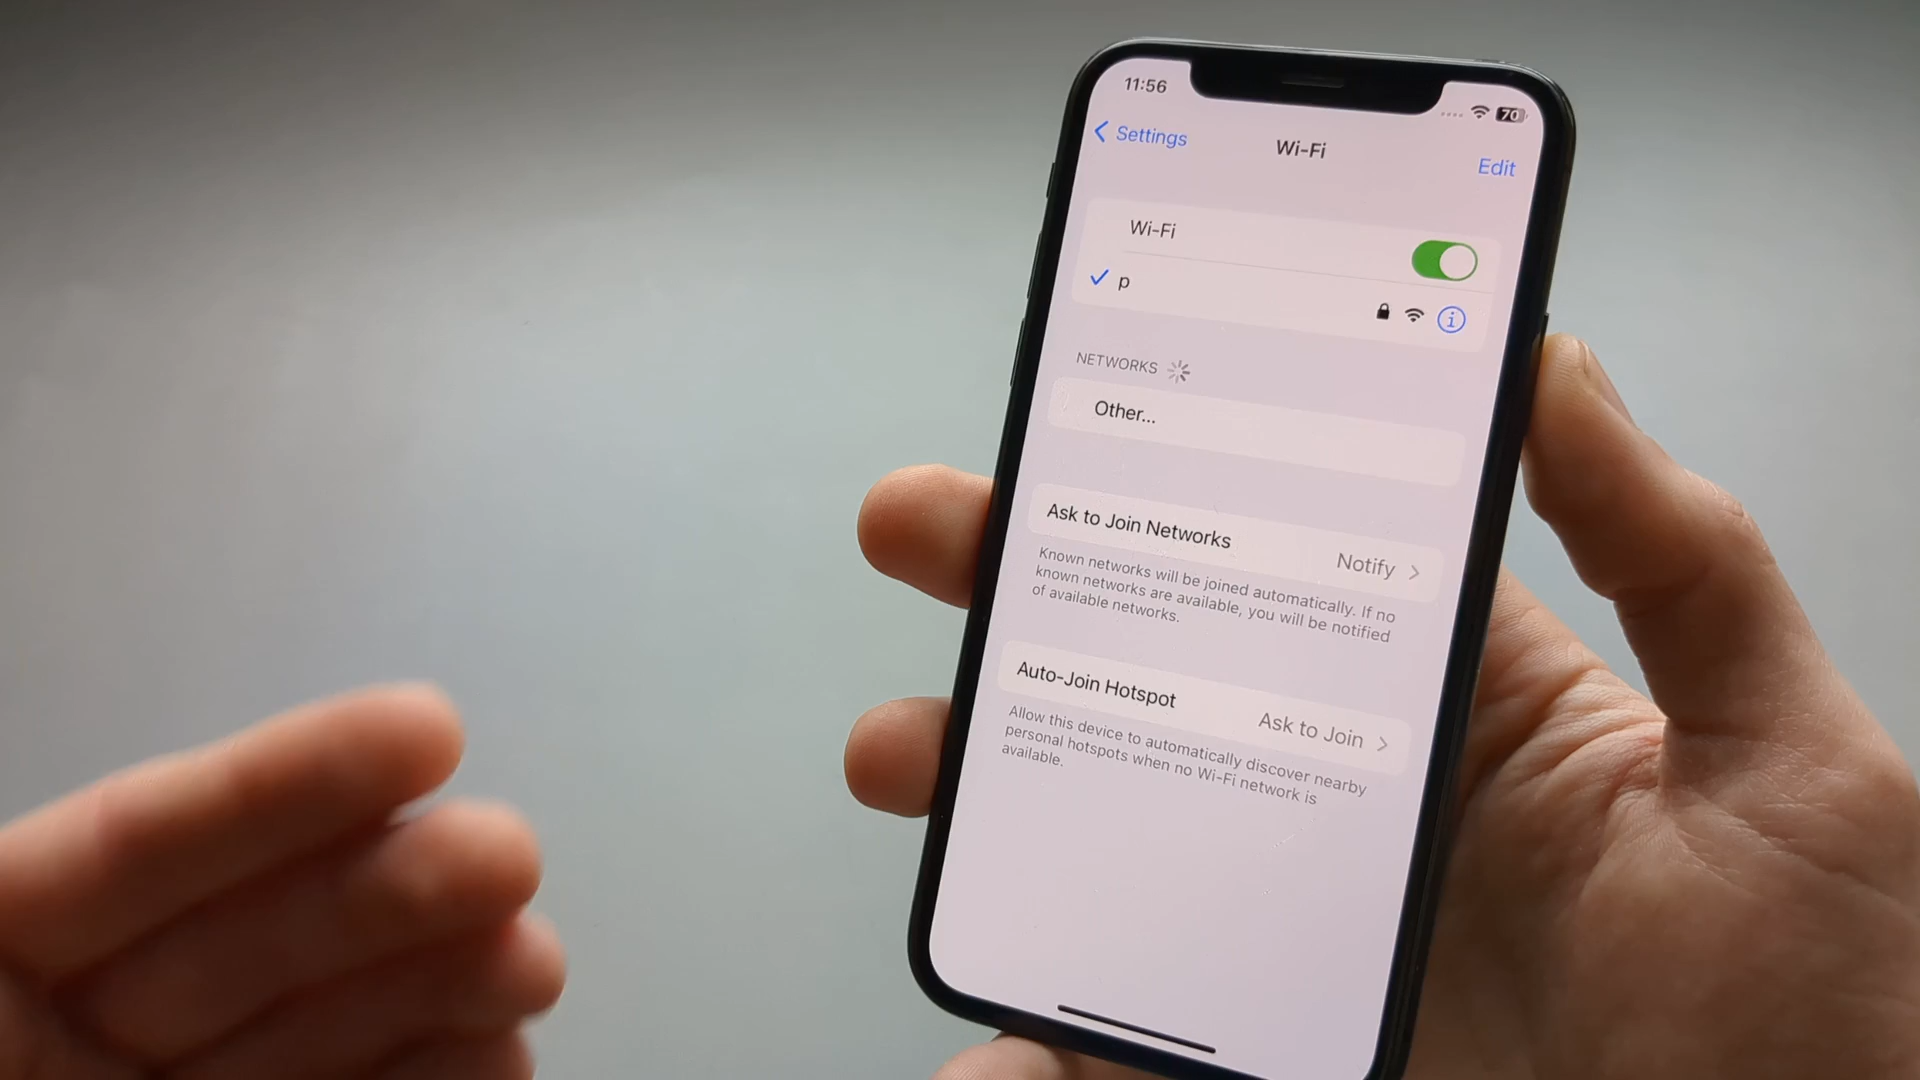 11:56
70
Settings
Wi-Fi
Edit
Wi-Fi
p
NETWORKS
Other...
Ask to Join Networks
Notify
Known networks will be joined automatically. If no
known networks are available, you will be notified
of available networks.
Auto-Join Hotspot
Ask to Join
Allow this device to automatically discover nearby
personal hotspots when no Wi-Fi network is
available.